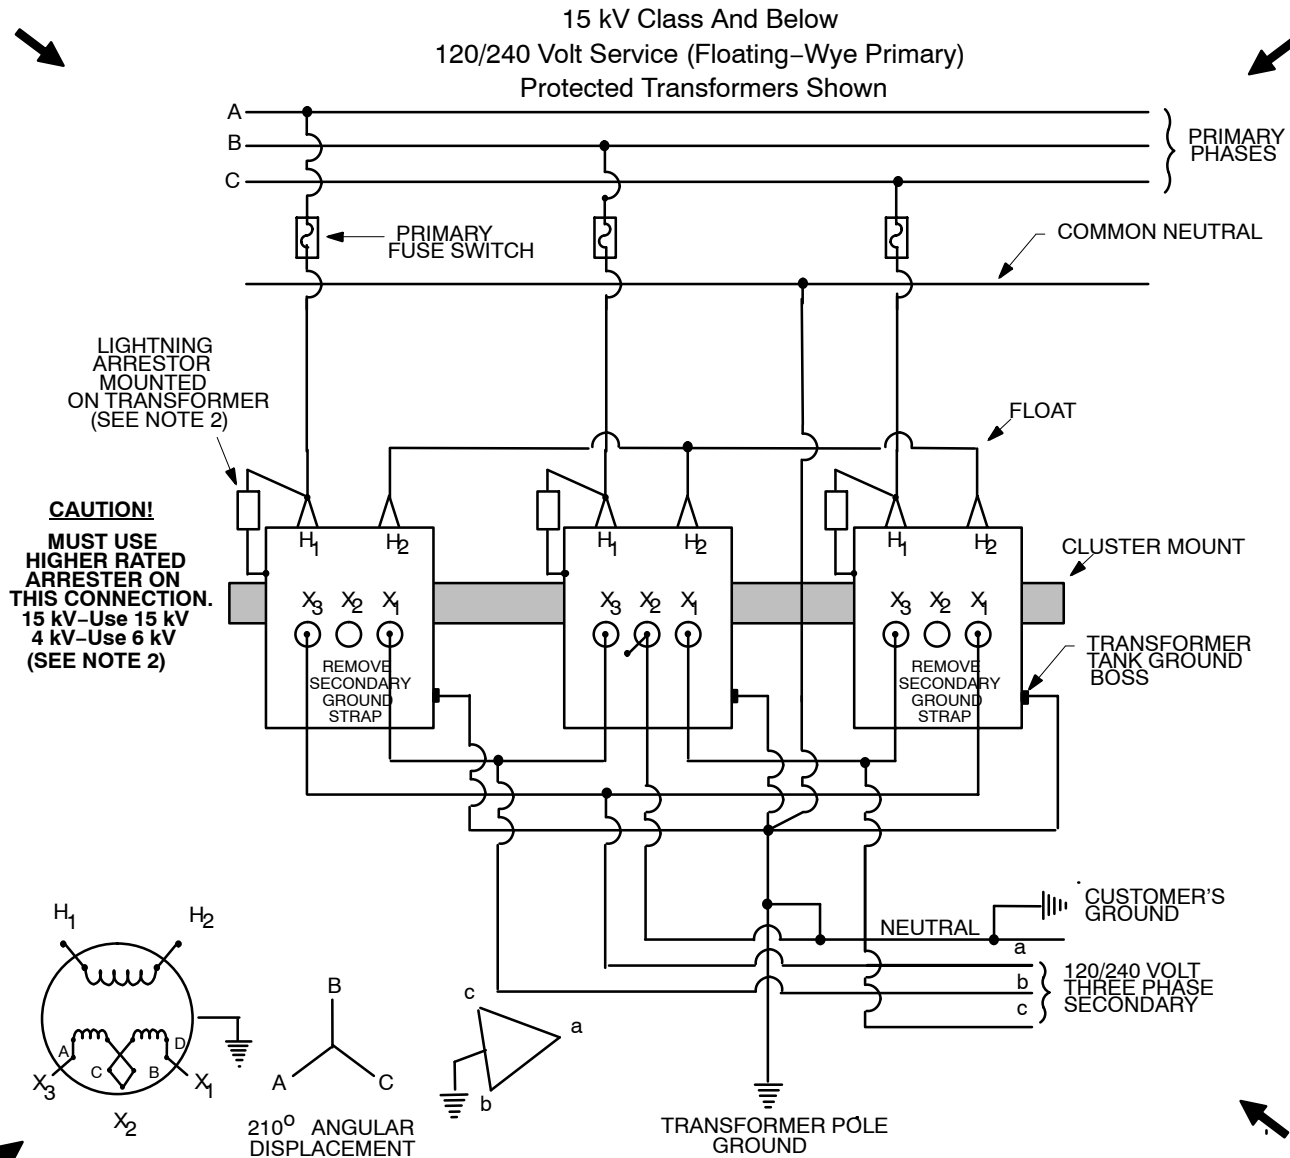 15 kV Class And Below
120/240 Volt Service (Floating–Wye Primary)
Protected Transformers Shown
A
B
C
PRIMARY
PHASES
PRIMARY
FUSE SWITCH
COMMON NEUTRAL
LIGHTNING
ARRESTOR
MOUNTED
ON TRANSFORMER
(SEE NOTE 2)
FLOAT
CAUTION!
MUST USE
HIGHER RATED
ARRESTER ON
THIS CONNECTION.
15 kV–Use 15 kV
4 kV–Use 6 kV
(SEE NOTE 2)
H1 H2
H1 H2
H1 H2
CLUSTER MOUNT
X3 X2 X1
X3 X2 X1
X3 X2 X1
REMOVE
SECONDARY
GROUND
STRAP
REMOVE
SECONDARY
GROUND
STRAP
TRANSFORMER
TANK GROUND
BOSS
CUSTOMER'S
GROUND
NEUTRAL
a
b
c
120/240 VOLT
THREE PHASE
SECONDARY
H1 H2
A C B D
X3 X1
X2
B
A C
210° ANGULAR
DISPLACEMENT
c
a
b
TRANSFORMER POLE
GROUND